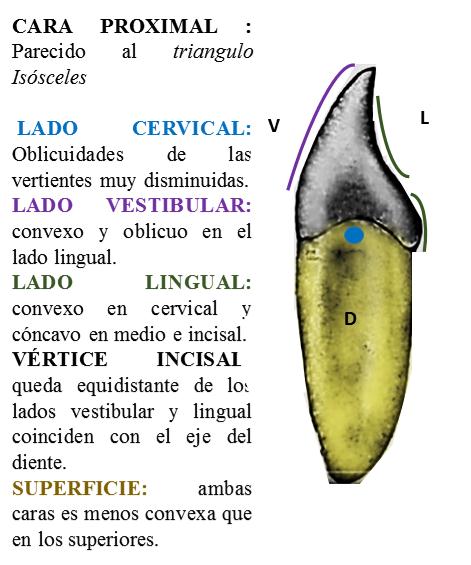 CARA PROXIMAL :
Parecido al triangulo
Isósceles
LADO CERVICAL:
Oblicuidades de las
vertientes muy disminuidas.
LADO VESTIBULAR:
convexo y oblicuo en el
lado lingual.
LADO LINGUAL:
convexo en cervical y
cóncavo en medio e incisal.
VÉRTICE INCISAL
queda equidistante de los
lados vestibular y lingual
coinciden con el eje del
diente.
SUPERFICIE: ambas
caras es menos convexa que
en los superiores.
V
L
D